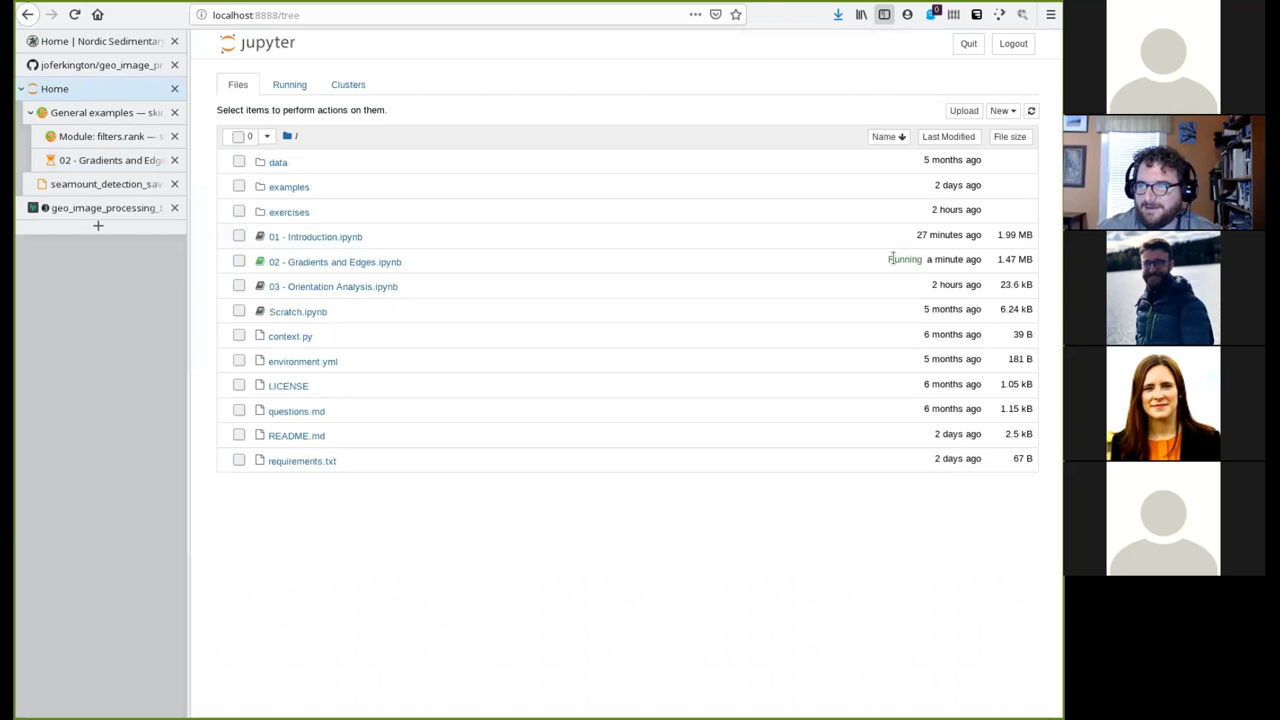 localhost:8888/tree
0
Home | Nordic Sedimentar
joferkington/geo_image_pr
Home
General examples — ski
Module: filters.rank — s
02 - Gradients and Edge
seamount_detection_sav
geo_image_processing_t
jupyter
Quit
Logout
Files
Running
Clusters
Select items to perform actions on them.
Upload
New
0
/
Name
Last Modified
File size
data
5 months ago
examples
2 days ago
exercises
2 hours ago
01 - Introduction.ipynb
27 minutes ago
1.99 MB
02 - Gradients and Edges.ipynb
Running
a minute ago
1.47 MB
03 - Orientation Analysis.ipynb
2 hours ago
23.6 kB
Scratch.ipynb
5 months ago
6.24 kB
context.py
6 months ago
39 B
environment.yml
5 months ago
181 B
LICENSE
6 months ago
1.05 kB
questions.md
6 months ago
1.15 kB
README.md
2 days ago
2.5 kB
requirements.txt
2 days ago
67 B